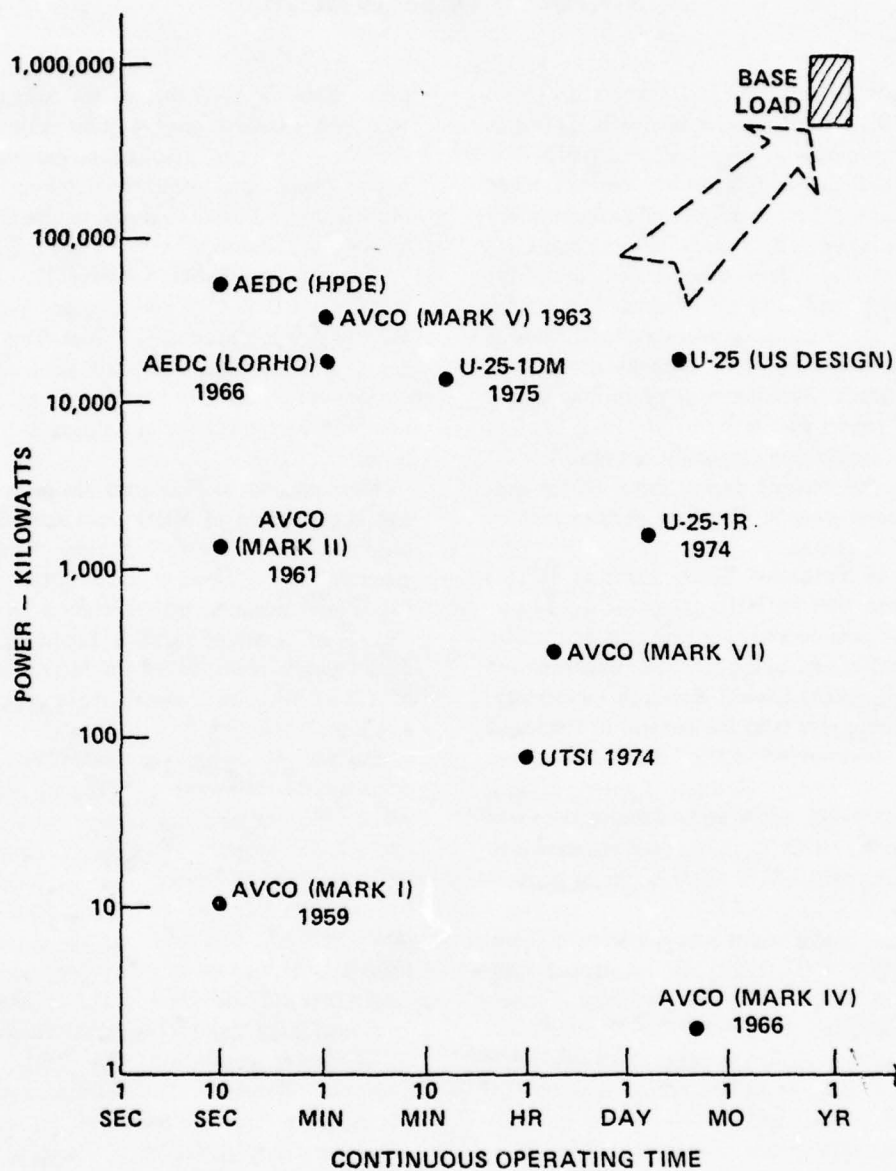 1,000,000
BASE
LOAD
100,000
AEDC (HPDE)
AVCO (MARK V) 1963
AEDC (LORHO)
1966
U-25-1DM
1975
U-25 (US DESIGN)
10,000
AVCO
(MARK II)
1961
U-25-1R
1974
1,000
AVCO (MARK VI)
100
UTSI 1974
AVCO (MARK I)
1959
10
AVCO (MARK IV)
1966
1
POWER – KILOWATTS
1 10 1 10 1 1 1 1
SEC SEC MIN MIN HR DAY MO YR
CONTINUOUS OPERATING TIME